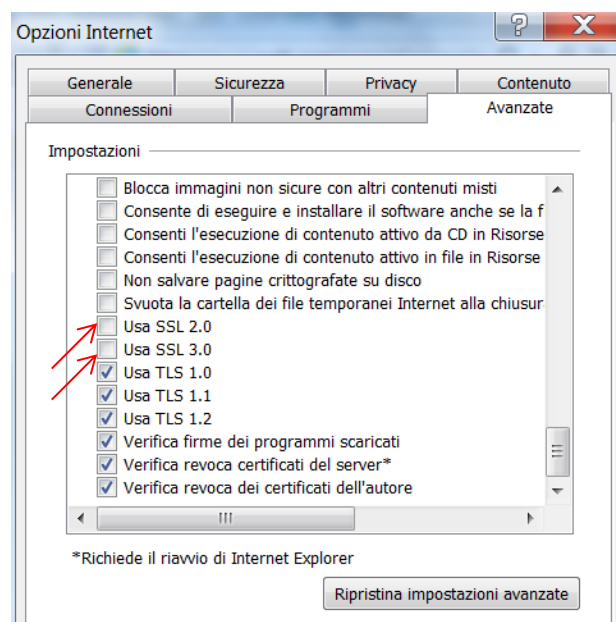 Opzioni Internet
Generale Sicurezza Privacy Contenuto
Connessioni Programmi Avanzate
Impostazioni
Blocca immagini non sicure con altri contenuti misti
Consente di eseguire e installare il software anche se la f
Consenti l'esecuzione di contenuto attivo da CD in Risorse
Consenti l'esecuzione di contenuto attivo in file in Risorse
Non salvare pagine crittografate su disco
Svuota la cartella dei file temporanei Internet alla chiusur
Usa SSL 2.0
Usa SSL 3.0
Usa TLS 1.0
Usa TLS 1.1
Usa TLS 1.2
Verifica firme dei programmi scaricati
Verifica revoca certificati del server*
Verifica revoca dei certificati dell'autore
*Richiede il riavvio di Internet Explorer
Ripristina impostazioni avanzate